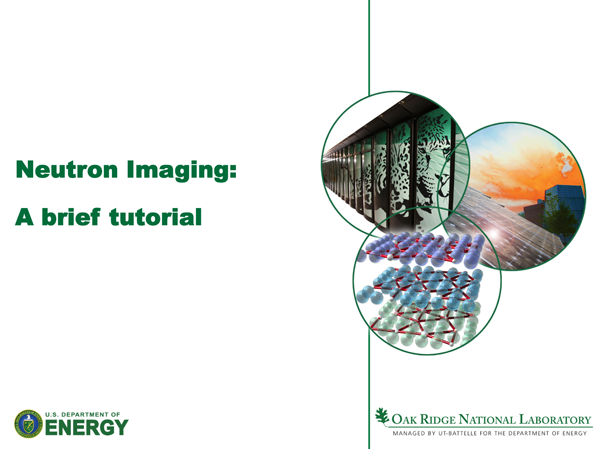 Neutron Imaging:
A brief tutorial
U.S. DEPARTMENT OF
ENERGY
OAK RIDGE NATIONAL LABORATORY
MANAGED BY UT-BATTELLE FOR THE DEPARTMENT OF ENERGY